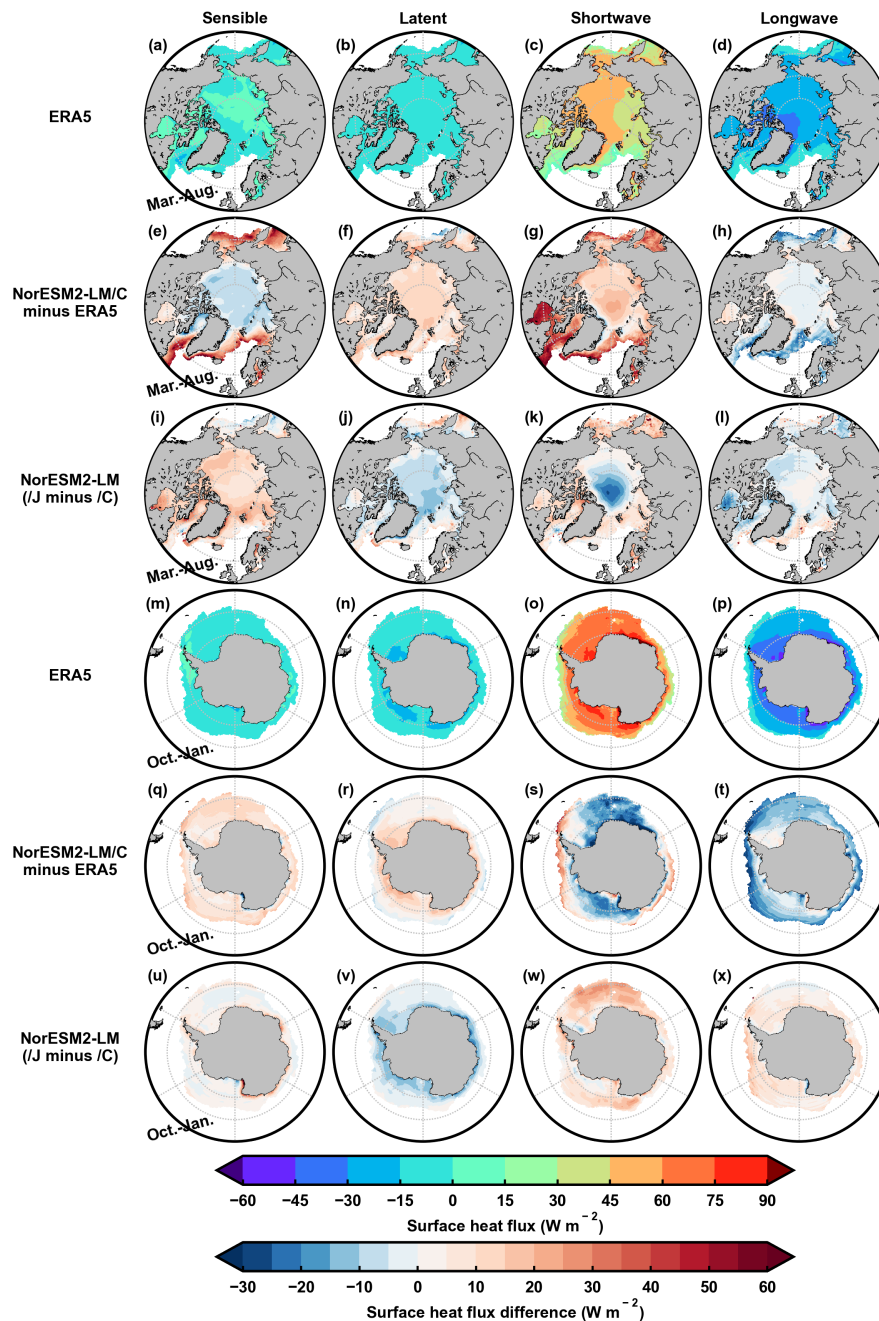 Sensible Latent Shortwave Longwave
(a) (b) (c) (d)
ERA5
Mar.-Aug.
(e) (f) (g) (h)
NorESM2-LM/C
minus ERA5
Mar.-Aug.
(i) (j) (k) (l)
NorESM2-LM
(/J minus /C)
Mar.-Aug.
(m) (n) (o) (p)
ERA5
Oct.-Jan.
(q) (r) (s) (t)
NorESM2-LM/C
minus ERA5
Oct.-Jan.
(u) (v) (w) (x)
NorESM2-LM
(/J minus /C)
Oct.-Jan.
−60 −45 −30 −15 0 15 30 45 60 75 90
Surface heat flux (W m⁻²)
−30 −20 −10 0 10 20 30 40 50 60
Surface heat flux difference (W m⁻²)